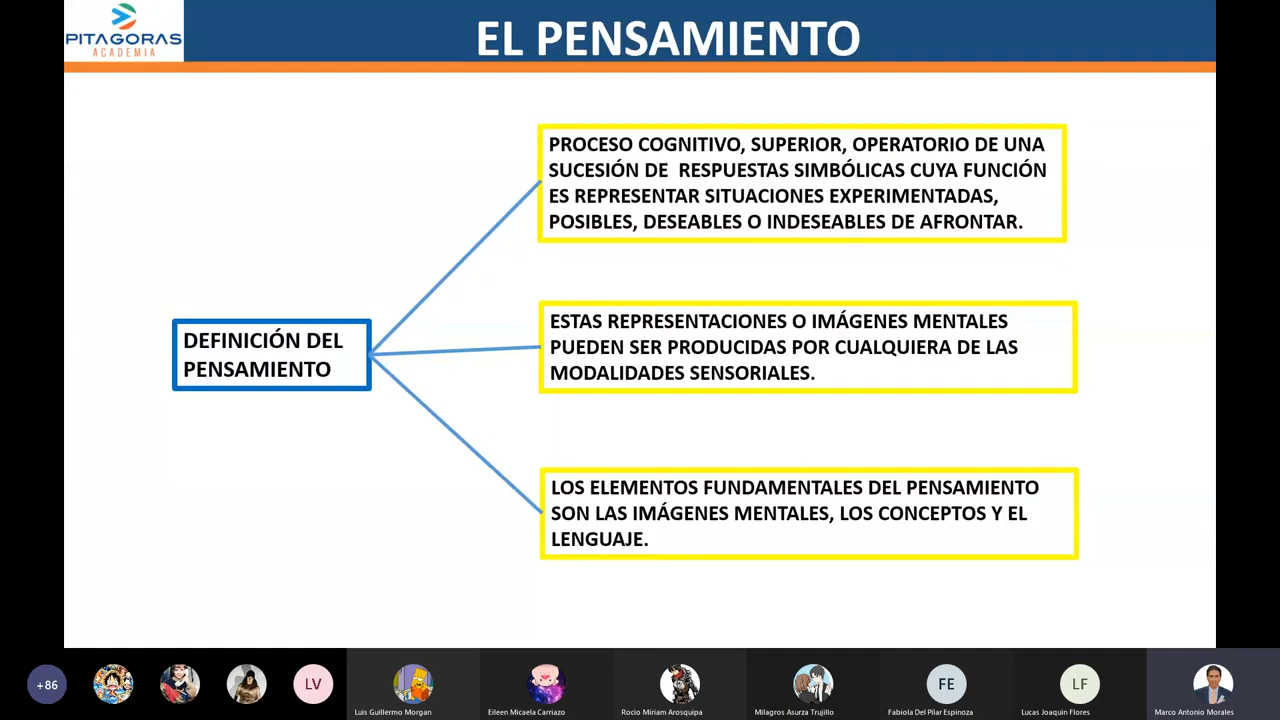 PITAGORAS
ACADEMIA
EL PENSAMIENTO
PROCESO COGNITIVO, SUPERIOR, OPERATORIO DE UNA
SUCESIÓN DE RESPUESTAS SIMBÓLICAS CUYA FUNCIÓN
ES REPRESENTAR SITUACIONES EXPERIMENTADAS,
POSIBLES, DESEABLES O INDESEABLES DE AFRONTAR.
DEFINICIÓN DEL
PENSAMIENTO
ESTAS REPRESENTACIONES O IMÁGENES MENTALES
PUEDEN SER PRODUCIDAS POR CUALQUIERA DE LAS
MODALIDADES SENSORIALES.
LOS ELEMENTOS FUNDAMENTALES DEL PENSAMIENTO
SON LAS IMÁGENES MENTALES, LOS CONCEPTOS Y EL
LENGUAJE.
+86
LV
FE
LF
Luis Guillermo Morgan
Eileen Micaela Carriazo
Rocio Miriam Arosquipa
Milagros Asurza Trujillo
Fabiola Del Pilar Espinoza
Lucas Joaquin Flores
Marco Antonio Morales